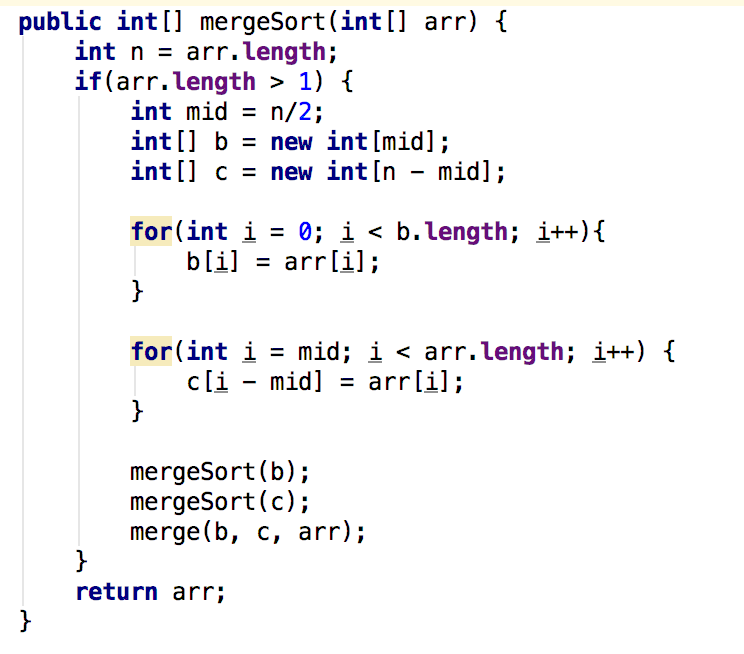 public int[] mergeSort(int[] arr) {
    int n = arr.length;
    if(arr.length > 1) {
        int mid = n/2;
        int[] b = new int[mid];
        int[] c = new int[n - mid];

        for(int i = 0; i < b.length; i++){
            b[i] = arr[i];
        }

        for(int i = mid; i < arr.length; i++) {
            c[i - mid] = arr[i];
        }

        mergeSort(b);
        mergeSort(c);
        merge(b, c, arr);
    }
    return arr;
}